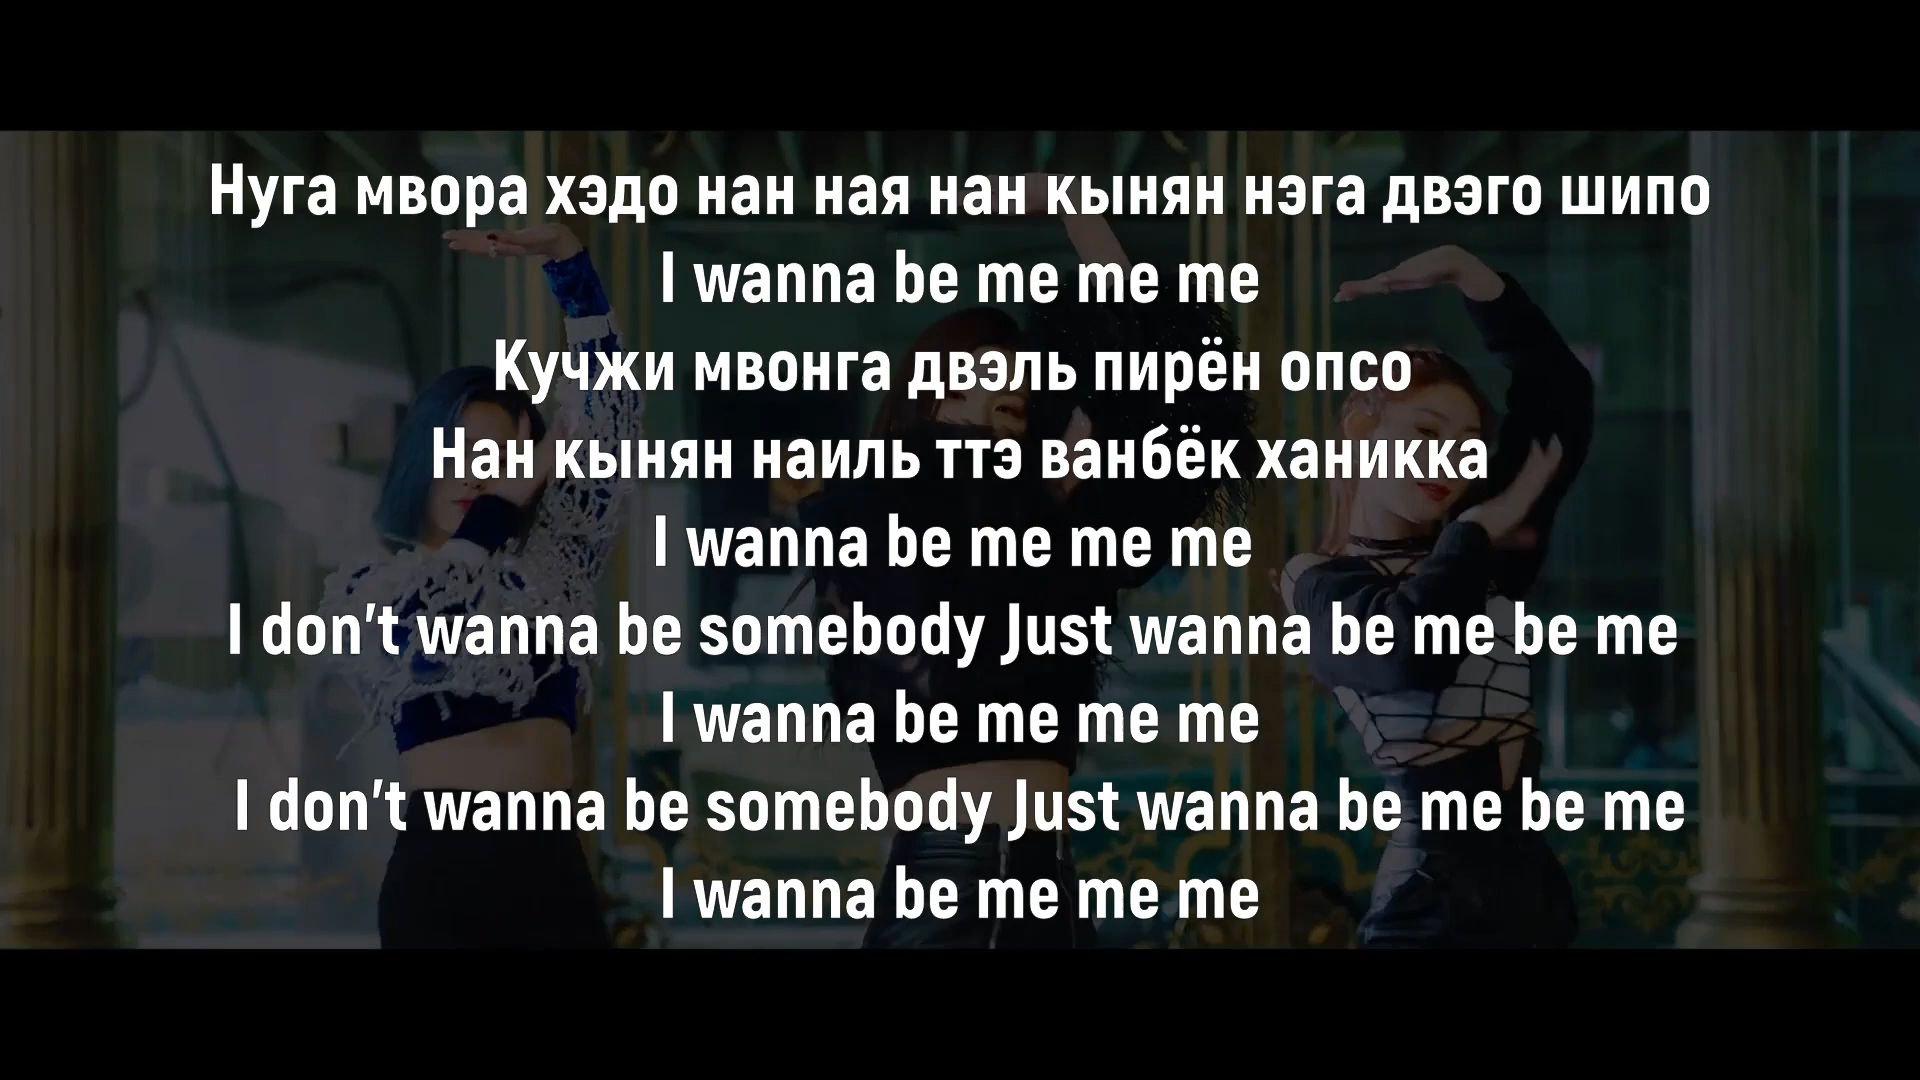 Нуга мвора хэдо нан ная нан кынян нэга двэго шипо
I wanna be me me me
Кучжи мвонга двэль пирён опсо
Нан кынян наиль ттэ ванбёк ханикка
I wanna be me me me
I don't wanna be somebody Just wanna be me be me
I wanna be me me me
I don't wanna be somebody Just wanna be me be me
I wanna be me me me